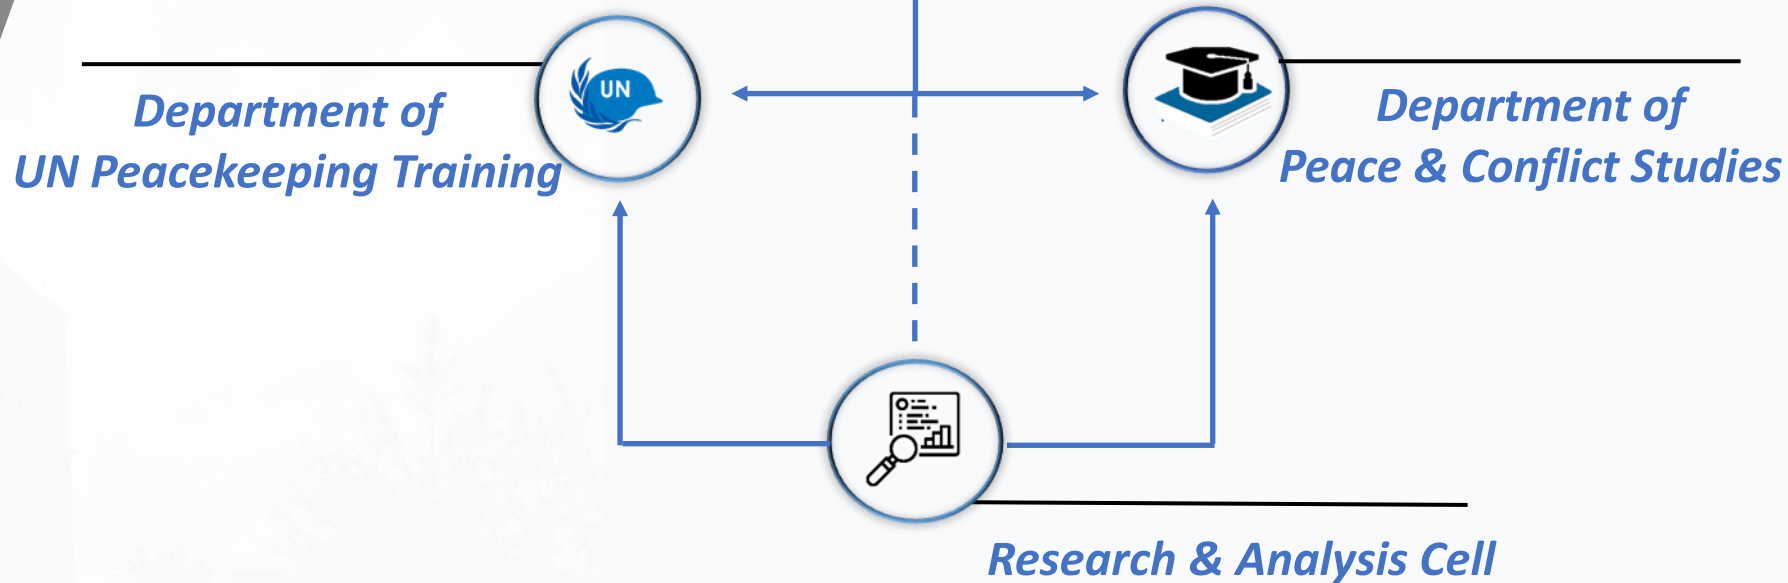 Department of
UN Peacekeeping Training
UN
Department of
Peace & Conflict Studies
Research & Analysis Cell